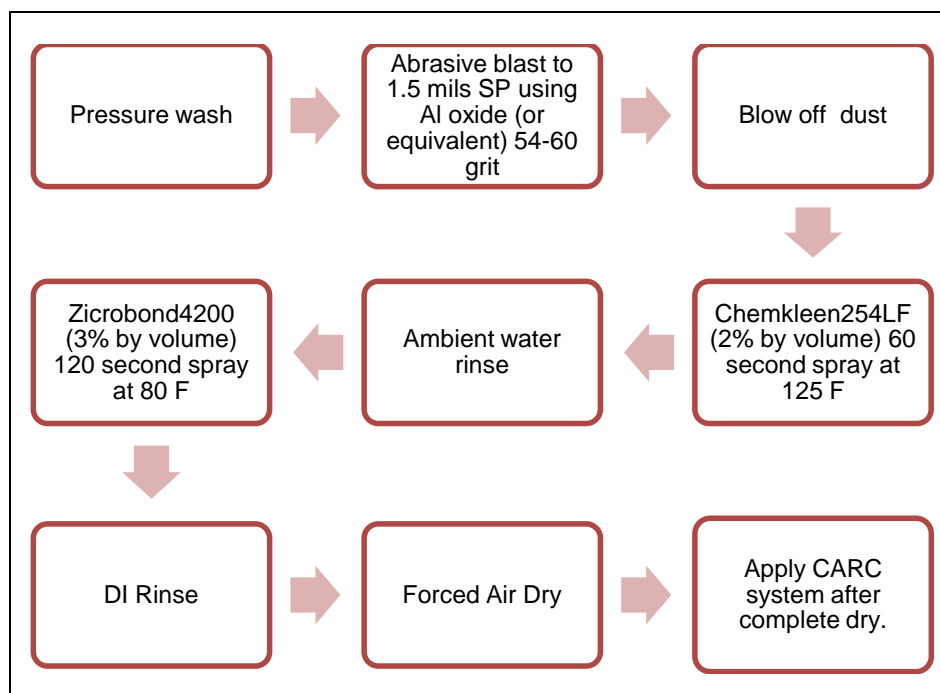 Pressure wash
Abrasive blast to
1.5 mils SP using
Al oxide (or
equivalent) 54-60
grit
Blow off dust
Chemkleen254LF
(2% by volume) 60
second spray at
125 F
Ambient water
rinse
Zicrobond4200
(3% by volume)
120 second spray
at 80 F
DI Rinse
Forced Air Dry
Apply CARC
system after
complete dry.